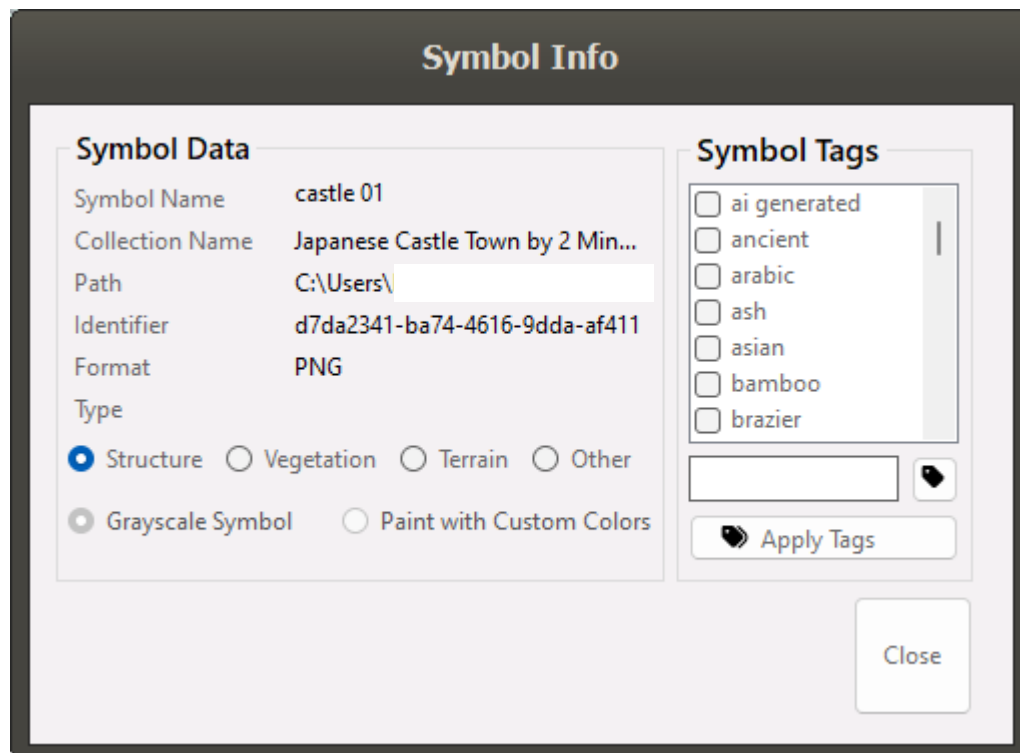 Symbol Info
Symbol Data
Symbol Name castle 01
Collection Name Japanese Castle Town by 2 Min...
Path C:\Users\
Identifier d7da2341-ba74-4616-9dda-af411
Format PNG
Type
Structure Vegetation Terrain Other
Grayscale Symbol Paint with Custom Colors
Symbol Tags
ai generated
ancient
arabic
ash
asian
bamboo
brazier
Apply Tags
Close